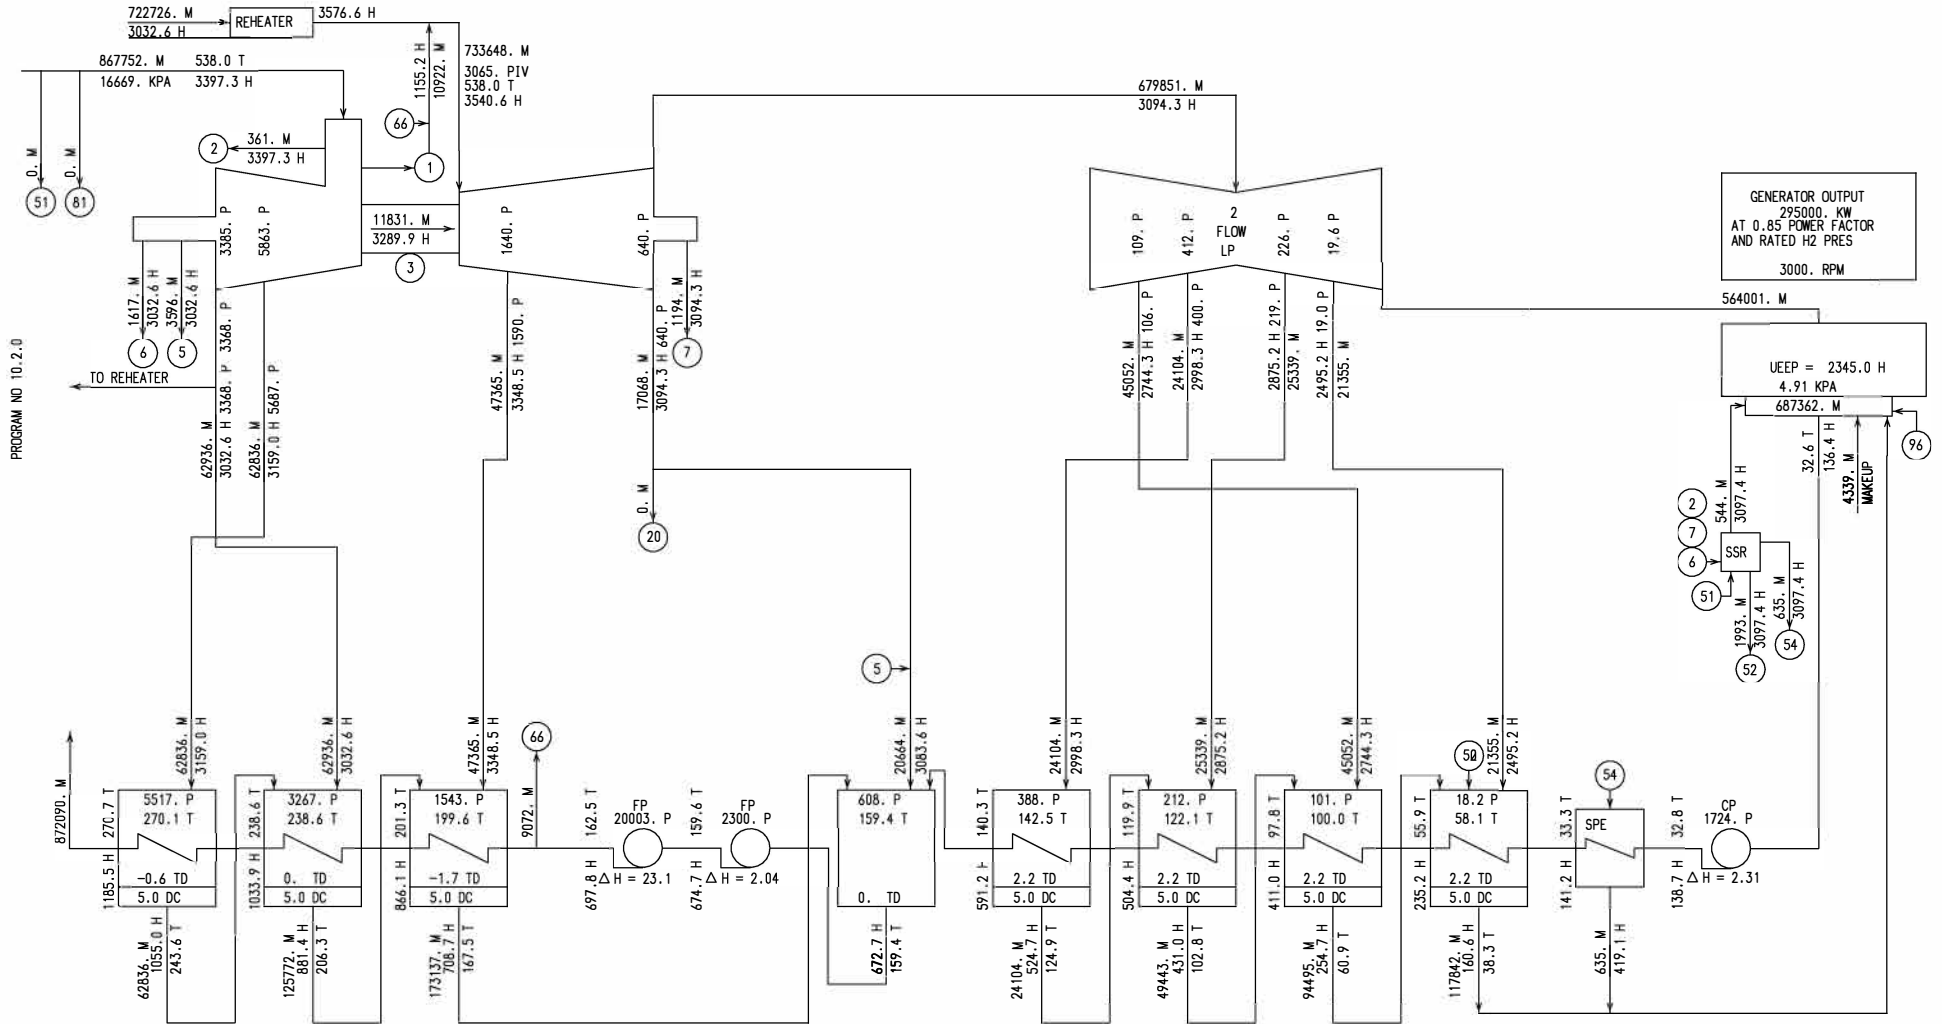 722726. M
3032.6 H
REHEATER
3576.6 H
867752. M 538.0 T
16669. KPA 3397.3 H
1155.2 H
10922. M
733648. M
3065. PIV
538.0 T
3540.6 H
66
1
2
361. M
3397.3 H
0. M
0. M
51
81
3385. P
5863. P
11831. M
3289.9 H
3
1640. P
640. P
679851. M
3094.3 H
109. P
412. P
2
FLOW
LP
226. P
19.6 P
GENERATOR OUTPUT
295000. KW
AT 0.85 POWER FACTOR
AND RATED H2 PRES
3000. RPM
564001. M
UEEP = 2345.0 H
4.91 KPA
687362. M
96
1617. M
3032.6 H
3596. M
3032.6 H
6
5
3368. P
TO REHEATER
62936. M
3032.6 H 3368. P
62836. M
3159.0 H 5687. P
47365. M
3348.5 H 1590. P
17068. M
3094.3 H 640. P
1194. M
3094.3 H
7
45052. M
2744.3 H 106. P
24104. M
2998.3 H 400. P
2875.2 H 219. P
25339. M
2495.2 H 19.0 P
21355. M
PROGRAM NO 10.2.0
0. M
20
32.6 T
136.4 H
4339. M
MAKEUP
544. M
3097.4 H
2
7
6
SSR
51
1993. M
3097.4 H
635. M
3097.4 H
52
54
5
62836. M
3159.0 H
62936. M
3032.6 H
47365. M
3348.5 H
66
9072. M
20664. M
3083.6 H
24104. M
2998.3 H
25339. M
2875.2 H
45052. M
2744.3 H
50
21355. M
2495.2 H
54
872090. M
270.7 T
1185.5 H
5517. P
270.1 T
-0.6 TD
5.0 DC
238.6 T
1033.9 H
3267. P
238.6 T
0. TD
5.0 DC
201.3 T
866.1 H
1543. P
199.6 T
-1.7 TD
5.0 DC
162.5 T
697.8 H
FP
20003. P
ΔH = 23.1
159.6 T
674.7 H
FP
2300. P
ΔH = 2.04
608. P
159.4 T
0. TD
140.3 T
591.2 H
388. P
142.5 T
2.2 TD
5.0 DC
119.9 T
504.4 H
212. P
122.1 T
2.2 TD
5.0 DC
97.8 T
411.0 H
101. P
100.0 T
2.2 TD
5.0 DC
55.9 T
235.2 H
18.2 P
58.1 T
2.2 TD
5.0 DC
33.3 T
141.2 H
SPE
32.8 T
138.7 H
CP
1724. P
ΔH = 2.31
62836. M
1055.0 H
243.6 T
125772. M
881.4 H
206.3 T
173137. M
708.7 H
167.5 T
672.7 H
159.4 T
24104. M
524.7 H
124.9 T
49443. M
431.0 H
102.8 T
94495. M
254.7 H
60.9 T
117842. M
160.6 H
38.3 T
635. M
419.1 H